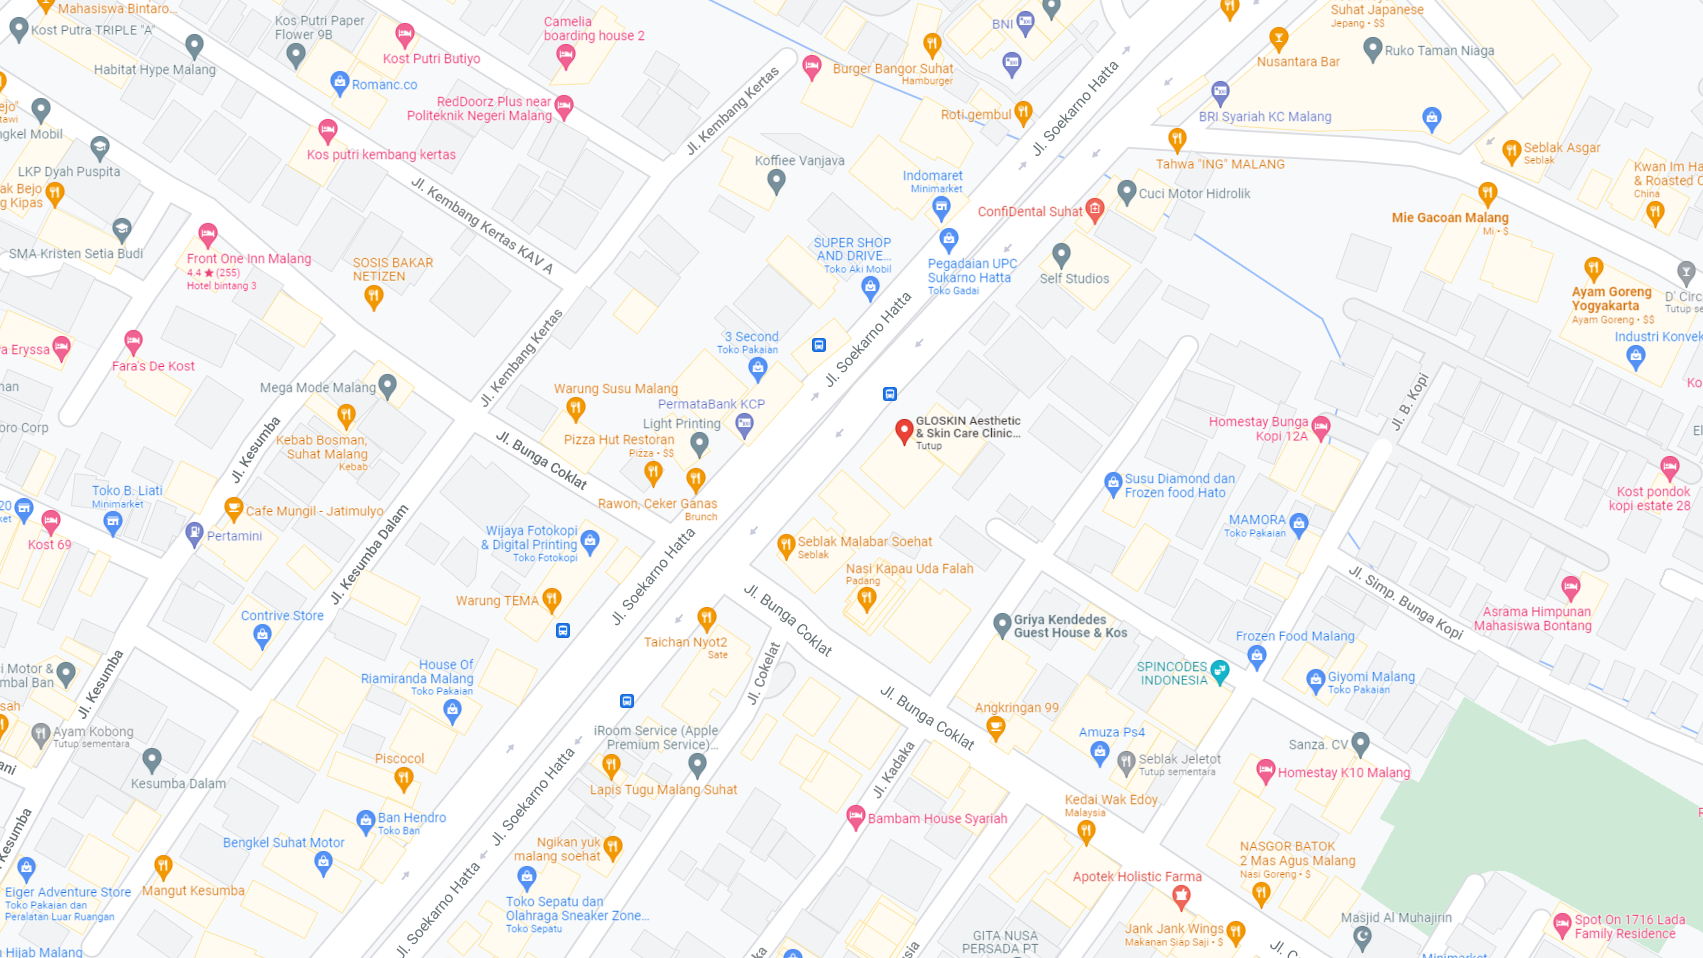 Mahasiswa Bintaro...
Kost Putra TRIPLE "A"
Kos Putri Paper
Flower 9B
Habitat Hype Malang
Kost Putri Butiyo
Camelia
boarding house 2
Romanc.co
RedDoorz Plus near
Politeknik Negeri Malang
Kos putri kembang kertas
LKP Dyah Puspita
SMA Kristen Setia Budi
Front One Inn Malang
4.4 ★ (255)
Hotel bintang 3
SOSIS BAKAR
NETIZEN
Jl. Kembang Kertas KAV A
Jl. Kembang Kertas
Jl. Kembang Kertas
BNI
Burger Bangor Suhat
Hamburger
Roti.gembul
Jl. Soekarno Hatta
Suhat Japanese
Jepang • $$
Nusantara Bar
Ruko Taman Niaga
BRI Syariah KC Malang
Tahwa "ING" MALANG
Seblak Asgar
Seblak
Kwan Im Ha
& Roasted C
China
Mie Gacoan Malang
Mi • $
Koffiee Vanjava
Indomaret
Minimarket
ConfiDental Suhat
Cuci Motor Hidrolik
SUPER SHOP
AND DRIVE...
Toko Aki Mobil
Pegadaian UPC
Sukarno Hatta
Toko Gadai
Self Studios
Ayam Goreng
Yogyakarta
Ayam Goreng • $$
D' Circ
Tutup se
Industri Konvek
Fara's De Kost
Mega Mode Malang
Kebab Bosman,
Suhat Malang
Kebab
Jl. Kesumba
3 Second
Toko Pakaian
Jl. Soekarno Hatta
Warung Susu Malang
PermataBank KCP
Light Printing
Pizza Hut Restoran
Pizza • $$
Rawon, Ceker Ganas
Brunch
GLOSKIN Aesthetic
& Skin Care Clinic...
Tutup
Jl. B. Kopi
Homestay Bunga
Kopi 12A
Kost pondok
kopi estate 28
Jl. Bunga Coklat
Toko B. Liati
Minimarket
Cafe Mungil - Jatimulyo
Pertamini
Kost 69
Jl. Kesumba Dalam
Wijaya Fotokopi
& Digital Printing
Toko Fotokopi
Warung TEMA
Jl. Soekarno Hatta
Seblak Malabar Soehat
Seblak
Nasi Kapau Uda Falah
Padang
Susu Diamond dan
Frozen food Hato
MAMORA
Toko Pakaian
Jl. Simp. Bunga Kopi
Asrama Himpunan
Mahasiswa Bontang
Contrive Store
House Of
Riamiranda Malang
Toko Pakaian
Taichan Nyot2
Sate
Jl. Bunga Coklat
Jl. Cokelat
Griya Kendedes
Guest House & Kos
Frozen Food Malang
SPINCODES
INDONESIA
Giyomi Malang
Toko Pakaian
Jl. Kesumba
Ayam Kobong
Tutup sementara
Kesumba Dalam
Piscocol
iRoom Service (Apple
Premium Service)...
Lapis Tugu Malang Suhat
Jl. Bunga Coklat
Angkringan 99
Amuza Ps4
Seblak Jeletot
Tutup sementara
Sanza. CV
Homestay K10 Malang
Jl. Soekarno Hatta
Jl. Kadaka
Ban Hendro
Toko Ban
Bengkel Suhat Motor
Ngikan yuk
malang soehat
Bambam House Syariah
Kedai Wak Edoy
Malaysia
NASGOR BATOK
2 Mas Agus Malang
Nasi Goreng • $
Eiger Adventure Store
Toko Pakaian dan
Peralatan Luar Ruangan
Mangut Kesumba
Jl. Soekarno Hatta
Toko Sepatu dan
Olahraga Sneaker Zone...
Toko Sepatu
Apotek Holistic Farma
Jank Jank Wings
Makanan Siap Saji • $
GITA NUSA
PERSADA PT
Masjid Al Muhajirin
Spot On 1716 Lada
Family Residence
Hijab Malang
Minimarket